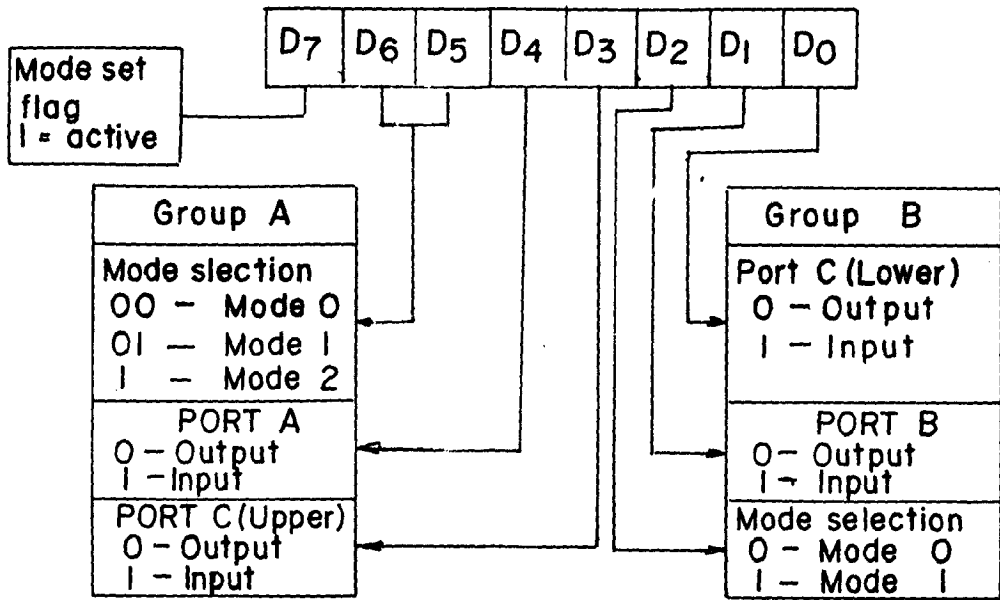 D7 D6 D5 D4 D3 D2 D1 D0
Mode set
flag
1 = active
Group A
Mode slection
00 - Mode 0
01 - Mode 1
1 - Mode 2
PORT A
0 - Output
1 - Input
PORT C (Upper)
0 - Output
1 - Input
Group B
Port C (Lower)
0 - Output
1 - Input
PORT B
0 - Output
1 - Input
Mode selection
0 - Mode 0
1 - Mode 1